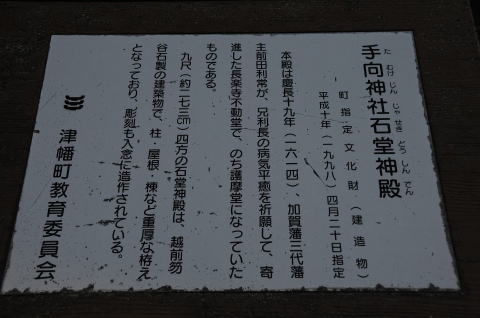 手向神社石堂神殿
た むけ じん じゃ せき どう しん でん
町指定文化財（建造物）
平成十年（一九九八）四月二十日指定
本殿は慶長十九年（一六一四）、加賀藩三代藩
主前田利常が、兄利長の病気平癒を祈願して、寄
進した長楽寺不動堂で、のち護摩堂になっていた
ものである。
九尺（約二七三㎝）四方の石堂神殿は、越前笏
谷石製の建築物で、柱・屋根・棟など重厚な拵え
となっており、彫刻も入念に造作されている。
津幡町教育委員会